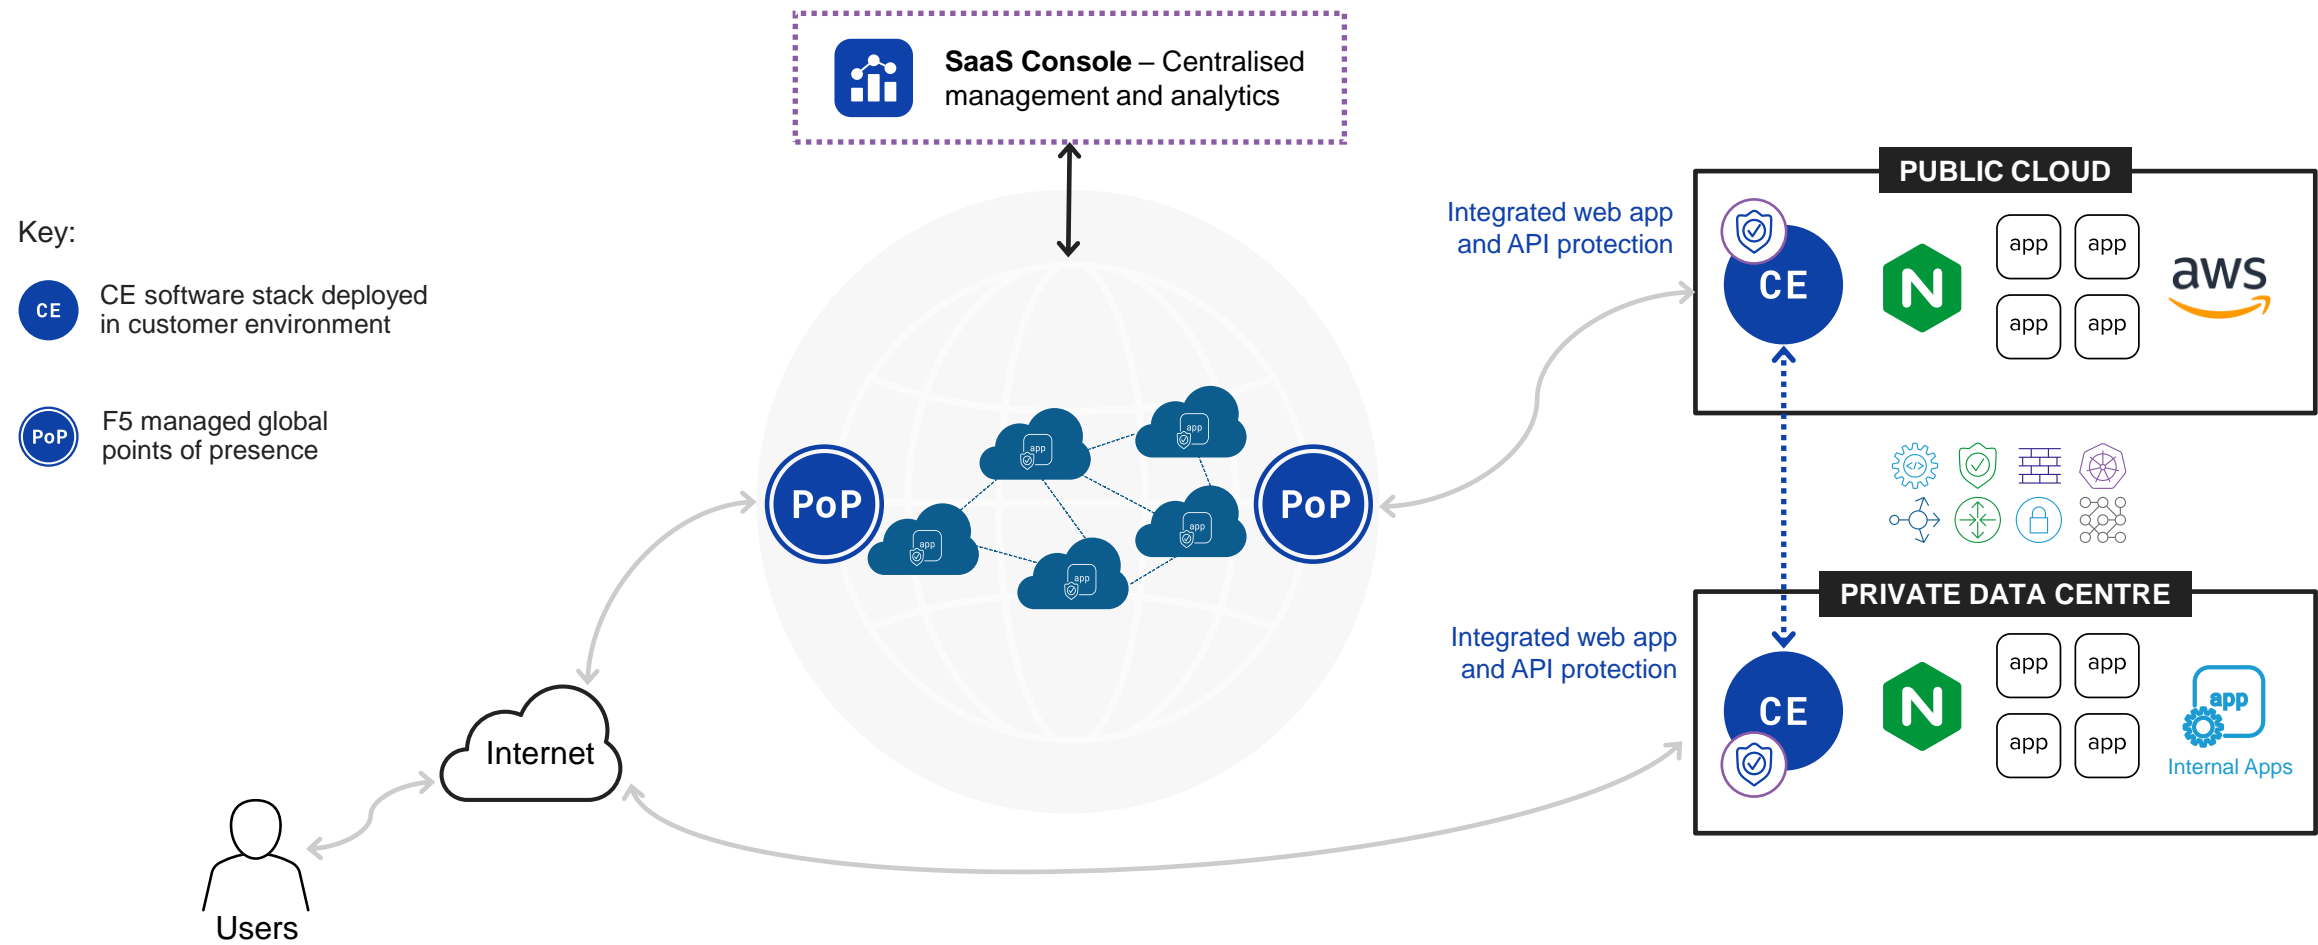 SaaS Console – Centralised
management and analytics
Key:
CE
CE software stack deployed
in customer environment
PoP
F5 managed global
points of presence
PoP
app
app
app
app
app
PoP
Integrated web app
and API protection
PUBLIC CLOUD
CE
N
app
app
app
app
aws
PRIVATE DATA CENTRE
Integrated web app
and API protection
CE
N
app
app
app
app
app
Internal Apps
Internet
Users